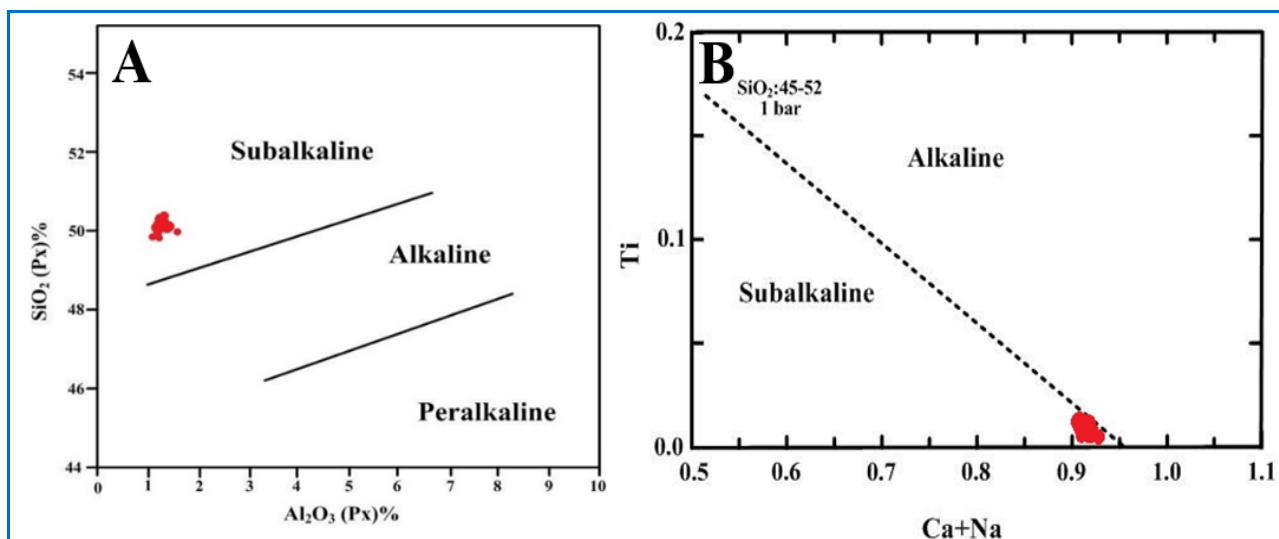 A
54
52
50
48
46
44
SiO₂ (Px)%
Subalkaline
Alkaline
Peralkaline
0 1 2 3 4 5 6 7 8 9 10
Al₂O₃ (Px)%
B
0.2
0.1
0.0
Ti
SiO₂:45-52
1 bar
Alkaline
Subalkaline
0.5 0.6 0.7 0.8 0.9 1.0 1.1
Ca+Na